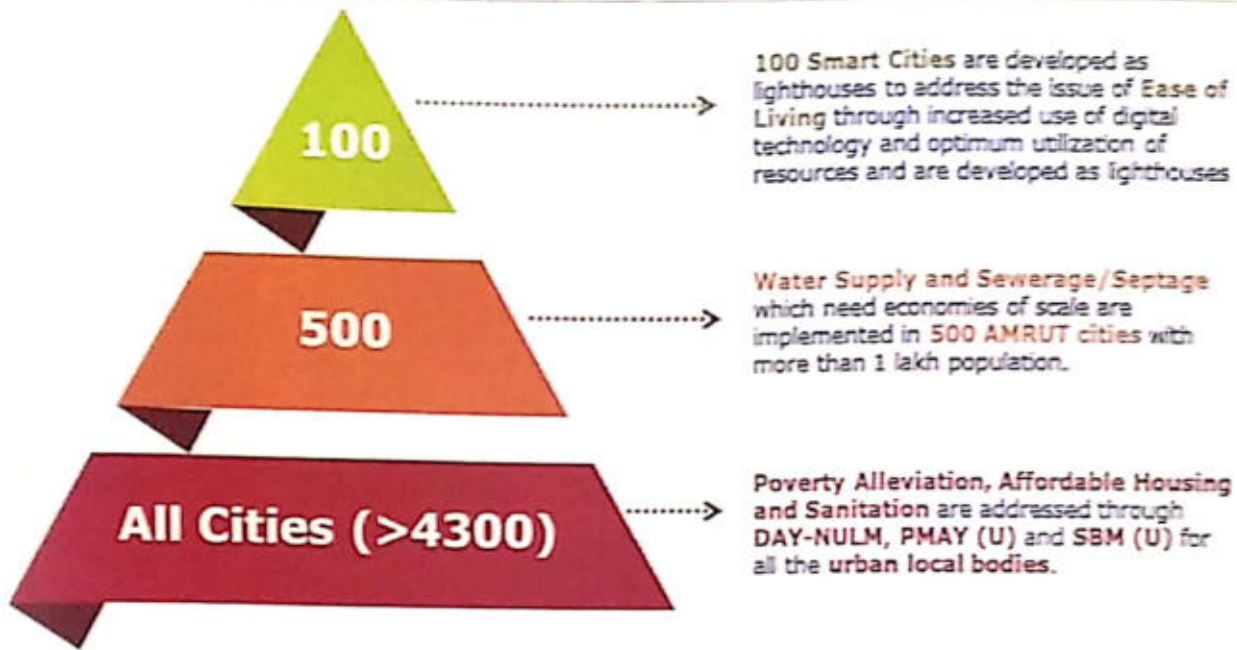 100
100 Smart Cities are developed as
lighthouses to address the issue of Ease of
Living through increased use of digital
technology and optimum utilization of
resources and are developed as lighthouses
500
Water Supply and Sewerage/Septage
which need economies of scale are
implemented in 500 AMRUT cities with
more than 1 lakh population.
All Cities (>4300)
Poverty Alleviation, Affordable Housing
and Sanitation are addressed through
DAY-NULM, PMAY (U) and SBM (U) for
all the urban local bodies.